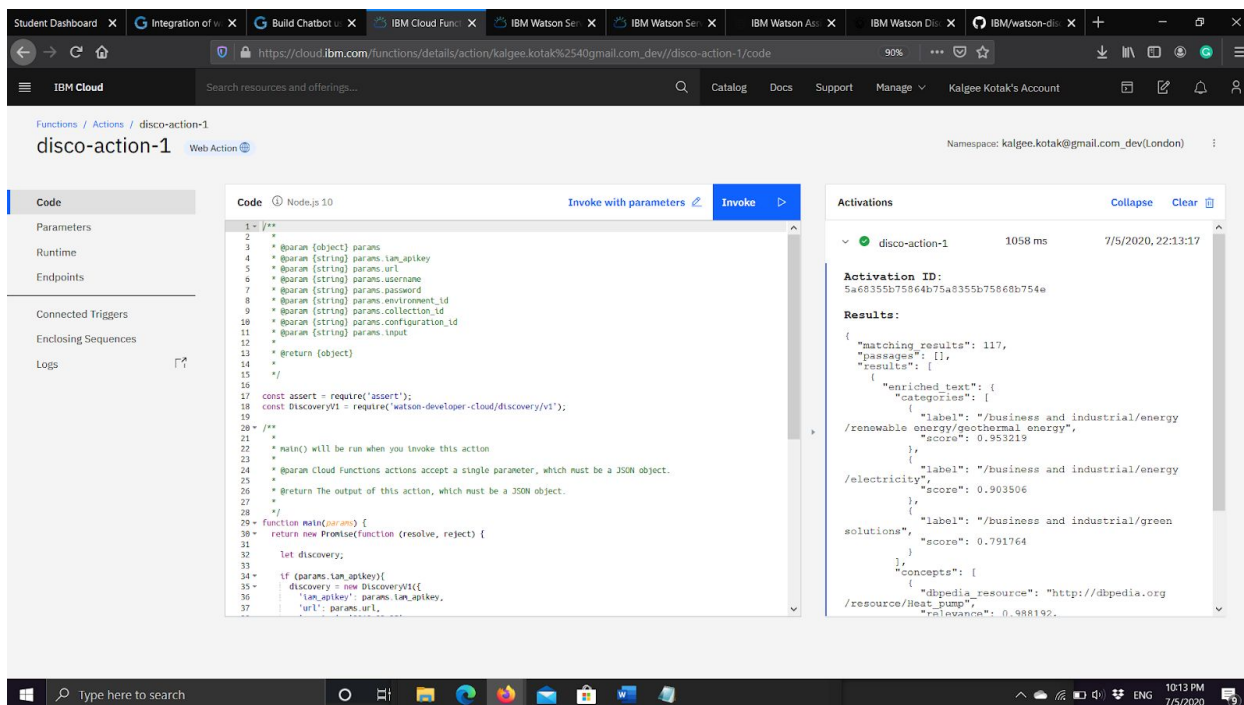 Student Dashboard
Integration of w
Build Chatbot u
IBM Cloud Funct
IBM Watson Ser
IBM Watson Ser
IBM Watson Ass
IBM Watson Disc
IBM/watson-disc
https://cloud.ibm.com/functions/details/action/kalgee.kotak%2540gmail.com_dev//disco-action-1/code
90%
IBM Cloud
Search resources and offerings...
Catalog Docs Support Manage Kalgee Kotak's Account
Functions / Actions / disco-action-1
disco-action-1 Web Action
Namespace: kalgee.kotak@gmail.com_dev(London)
Code
Parameters
Runtime
Endpoints
Connected Triggers
Enclosing Sequences
Logs
Code Node.js 10 Invoke with parameters Invoke
1 /**
2 *
3 * @param {object} params
4 * @param {string} params.iam_apikey
5 * @param {string} params.url
6 * @param {string} params.username
7 * @param {string} params.password
8 * @param {string} params.environment_id
9 * @param {string} params.collection_id
10 * @param {string} params.configuration_id
11 * @param {string} params.input
12 *
13 * @return {object}
14 *
15 */
16
17 const assert = require('assert');
18 const DiscoveryV1 = require('watson-developer-cloud/discovery/v1');
19
20 /**
21 *
22 * main() will be run when you invoke this action
23 *
24 * @param Cloud Functions actions accept a single parameter, which must be a JSON object.
25 *
26 * @return The output of this action, which must be a JSON object.
27 *
28 */
29 function main(params) {
30 return new Promise(function (resolve, reject) {
31
32 let discovery;
33
34 if (params.iam_apikey){
35 discovery = new DiscoveryV1({
36 'iam_apikey': params.iam_apikey,
37 'url': params.url,
Activations Collapse Clear
disco-action-1 1058 ms 7/5/2020, 22:13:17
Activation ID:
5a68355b75864b75a8355b75868b754e
Results:
{
"matching_results": 117,
"passages": [],
"results": [
{
"enriched_text": {
"categories": [
{
"label": "/business and industrial/energy
/renewable energy/geothermal energy",
"score": 0.953219
},
{
"label": "/business and industrial/energy
/electricity",
"score": 0.903506
},
{
"label": "/business and industrial/green
solutions",
"score": 0.791764
}
],
"concepts": [
{
"dbpedia_resource": "http://dbpedia.org
/resource/Heat_pump",
"relevance": 0.988192,
Type here to search
ENG
10:13 PM
7/5/2020
9